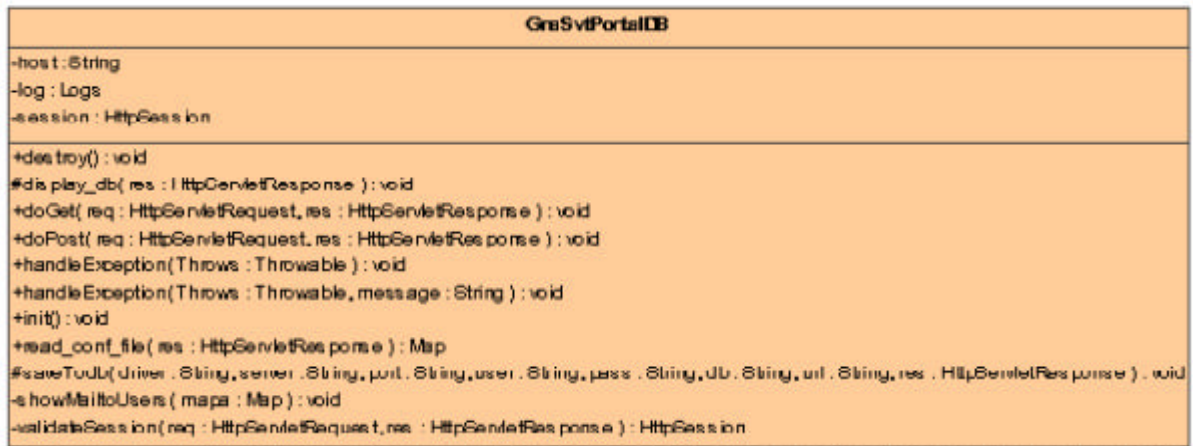 GnsSvtPortalDB
-host : String
-log : Logs
-session : HttpSession
+destroy() : void
#display_db( res : HttpServletResponse ) : void
+doGet( req : HttpServletRequest, res : HttpServletResponse ) : void
+doPost( req : HttpServletRequest, res : HttpServletResponse ) : void
+handleException( Throws : Throwable ) : void
+handleException( Throws : Throwable, message : String ) : void
+init() : void
+read_conf_file( res : HttpServletResponse ) : Map
#saveTodb( driver : String, server : String, port : String, user : String, pass : String, db : String, url : String, res : HttpServletResponse ) : void
-showMailtoUsers( mapa : Map ) : void
-validateSession( req : HttpServletRequest, res : HttpServletResponse ) : HttpSession